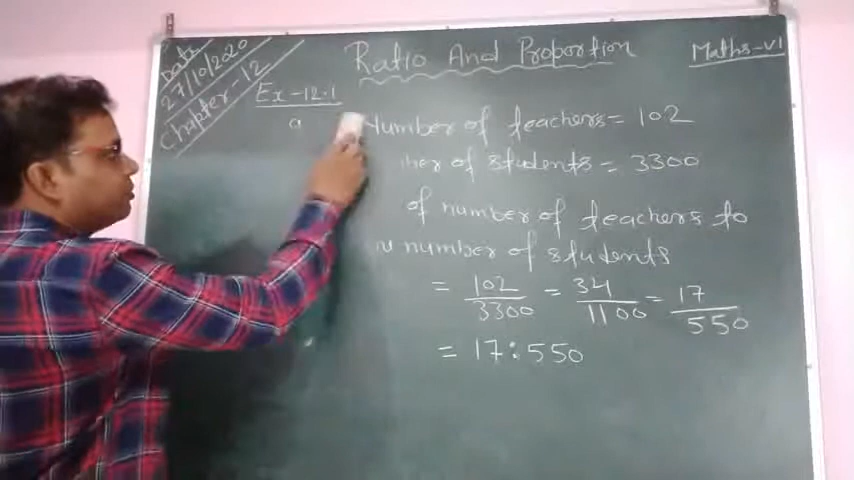 Date
27/10/2020
Chapter-12
Ratio And Proportion
Maths-VI
Ex-12.1
a
Number of teachers = 102
ber of students = 3300
of number of teachers to
number of students
= 102/3300 = 34/1100 = 17/550
= 17:550